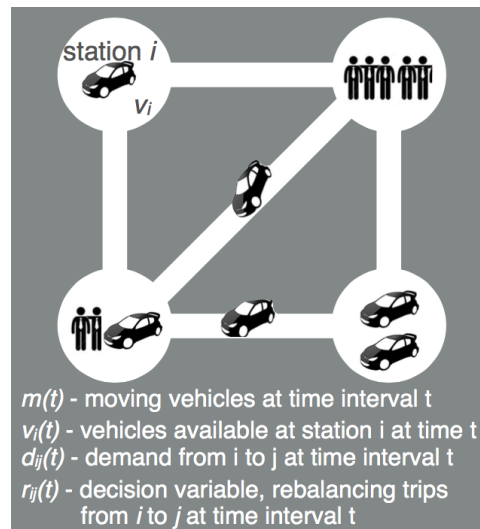 station i
vi
m(t) - moving vehicles at time interval t
vi(t) - vehicles available at station i at time t
dij(t) - demand from i to j at time interval t
rij(t) - decision variable, rebalancing trips
from i to j at time interval t